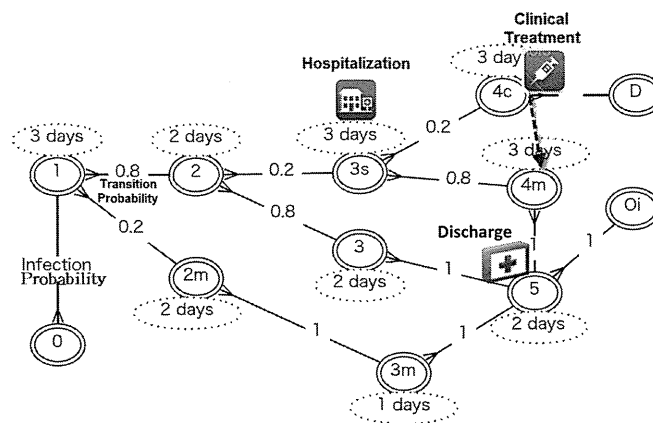 Clinical
Treatment
Hospitalization
3 day
4c
D
3 days
2 days
3 days
0.2
3 days
1
0.8
2
0.2
3s
0.8
4m
Transition
Probability
Oi
0.2
0.8
3
Discharge
1
1
Infection
Probability
2m
1
5
2 days
2 days
2 days
0
1
1
3m
1 days